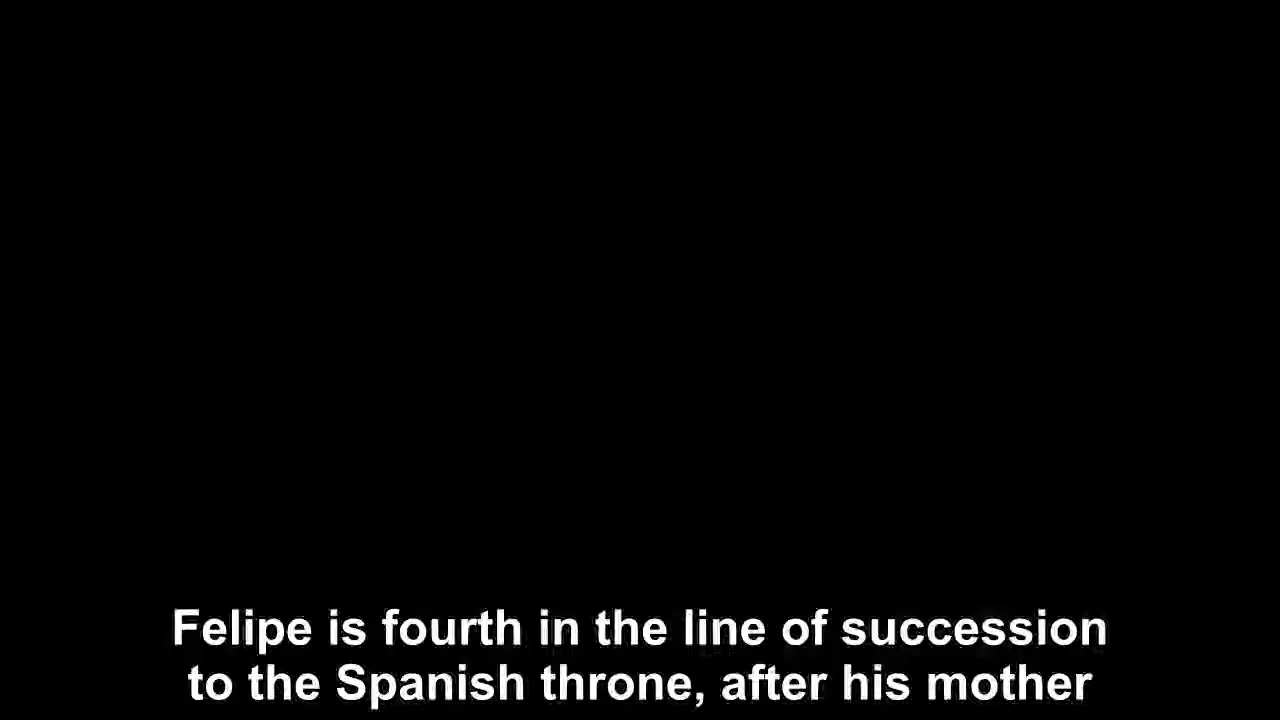 Felipe is fourth in the line of succession
to the Spanish throne, after his mother